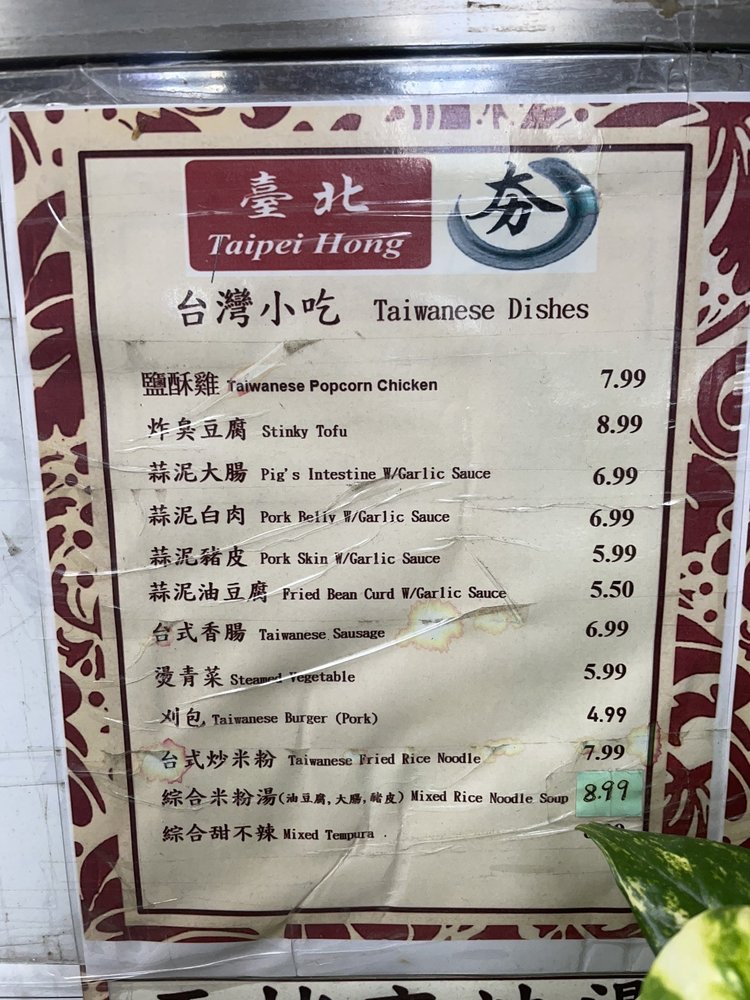 臺北 夯
Taipei Hong
台灣小吃 Taiwanese Dishes
鹽酥雞 Taiwanese Popcorn Chicken 7.99
炸臭豆腐 Stinky Tofu 8.99
蒜泥大腸 Pig's Intestine W/Garlic Sauce 6.99
蒜泥白肉 Pork Belly W/Garlic Sauce 6.99
蒜泥豬皮 Pork Skin W/Garlic Sauce 5.99
蒜泥油豆腐 Fried Bean Curd W/Garlic Sauce 5.50
台式香腸 Taiwanese Sausage 6.99
燙青菜 Steamed Vegetable 5.99
刈包 Taiwanese Burger (Pork) 4.99
台式炒米粉 Taiwanese Fried Rice Noodle 7.99
綜合米粉湯(油豆腐,大腸,豬皮) Mixed Rice Noodle Soup 8.99
綜合甜不辣 Mixed Tempura